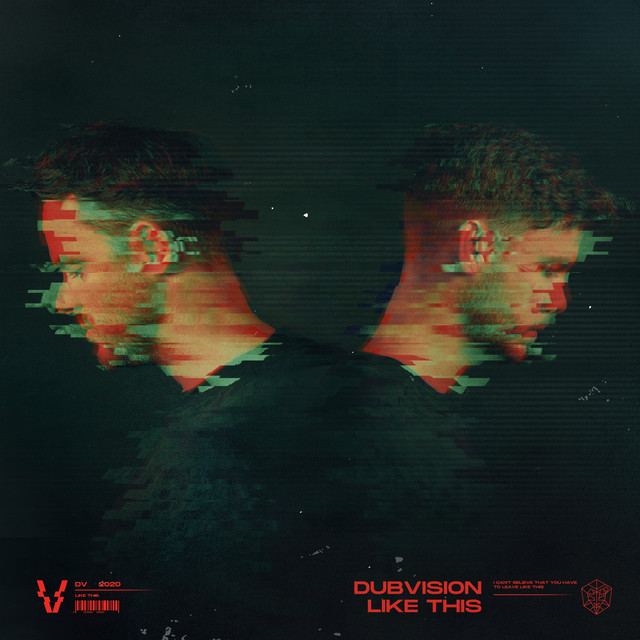 DV 2020
LIKE THIS
DUBVISION
LIKE THIS
I CAN'T BELIEVE THAT YOU HAVE
TO LEAVE LIKE THIS